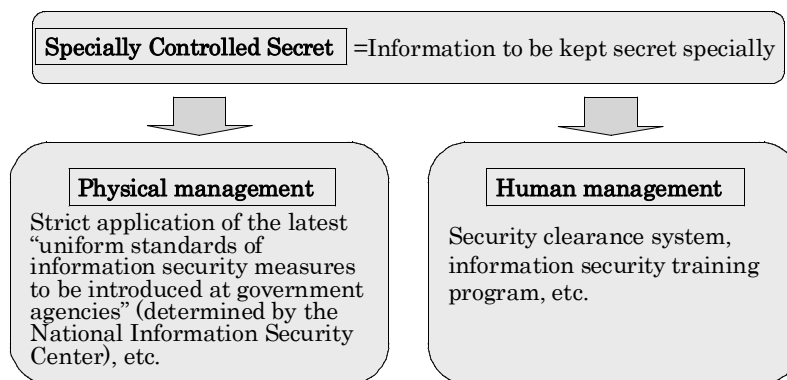 Specially Controlled Secret =Information to be kept secret specially
Physical management
Strict application of the latest
“uniform standards of
information security measures
to be introduced at government
agencies” (determined by the
National Information Security
Center), etc.
Human management
Security clearance system,
information security training
program, etc.